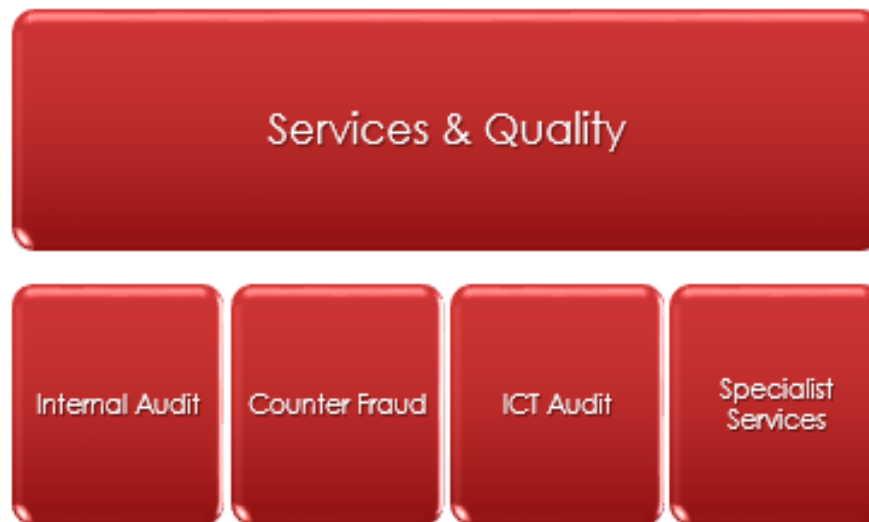 Services & Quality
Internal Audit
Counter Fraud
ICT Audit
Specialist
Services